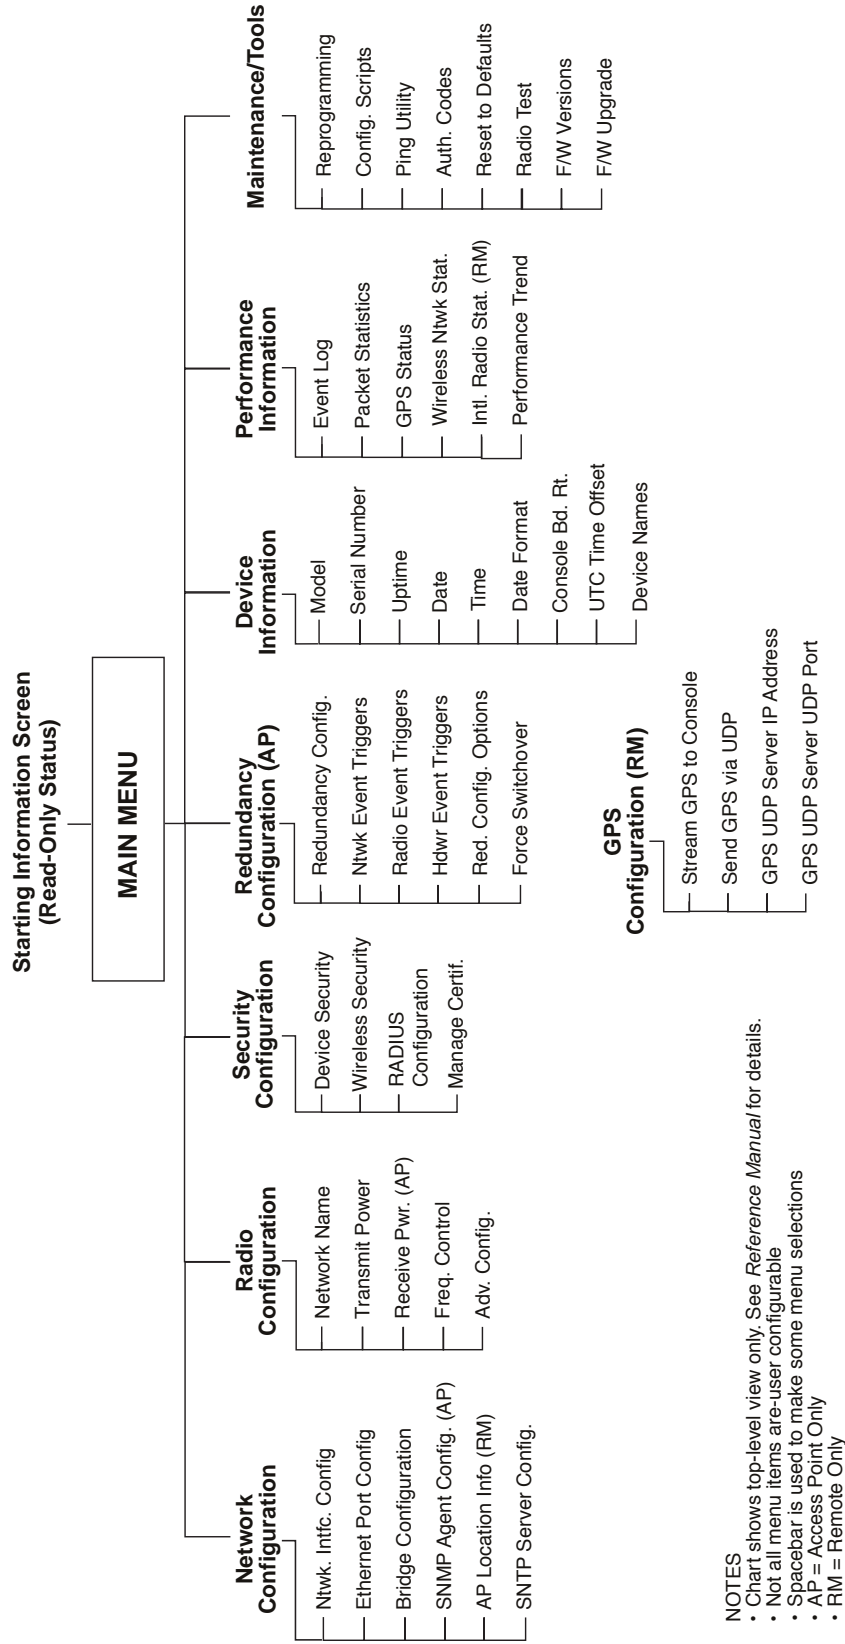 Starting Information Screen
(Read-Only Status)
MAIN MENU
Network
Configuration
Ntwk. Intfc. Config
Ethernet Port Config
Bridge Configuration
SNMP Agent Config. (AP)
AP Location Info (RM)
SNTP Server Config.
Radio
Configuration
Network Name
Transmit Power
Receive Pwr. (AP)
Freq. Control
Adv. Config.
Security
Configuration
Device Security
Wireless Security
RADIUS
Configuration
Manage Certif.
Redundancy
Configuration (AP)
Redundancy Config.
Ntwk Event Triggers
Radio Event Triggers
Hdwr Event Triggers
Red. Config. Options
Force Switchover
Device
Information
Model
Serial Number
Uptime
Date
Time
Date Format
Console Bd. Rt.
UTC Time Offset
Device Names
Performance
Information
Event Log
Packet Statistics
GPS Status
Wireless Ntwk Stat.
Intl. Radio Stat. (RM)
Performance Trend
Maintenance/Tools
Reprogramming
Config. Scripts
Ping Utility
Auth. Codes
Reset to Defaults
Radio Test
F/W Versions
F/W Upgrade
GPS
Configuration (RM)
Stream GPS to Console
Send GPS via UDP
GPS UDP Server IP Address
GPS UDP Server UDP Port
NOTES
• Chart shows top-level view only. See Reference Manual for details.
• Not all menu items are-user configurable
• Spacebar is used to make some menu selections
• AP = Access Point Only
• RM = Remote Only